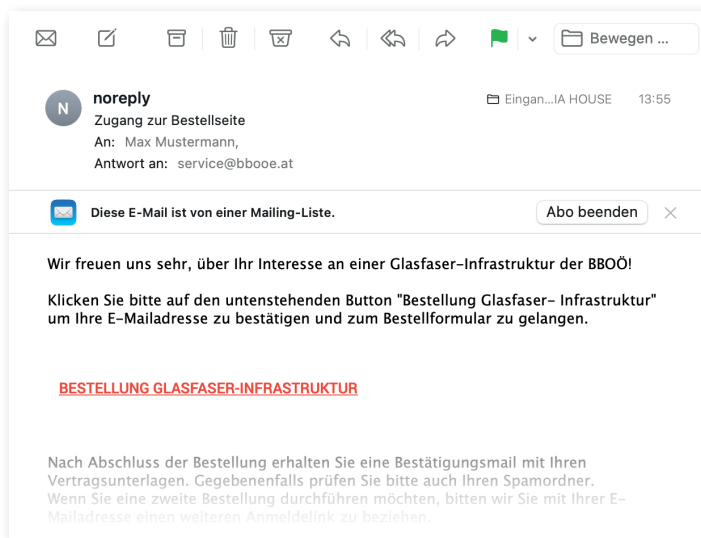 Bewegen ...
N
noreply
Eingan...IA HOUSE 13:55
Zugang zur Bestellseite
An: Max Mustermann,
Antwort an: service@bbooe.at
Diese E-Mail ist von einer Mailing-Liste.
Abo beenden
Wir freuen uns sehr, über Ihr Interesse an einer Glasfaser-Infrastruktur der BBOÖ!
Klicken Sie bitte auf den untenstehenden Button "Bestellung Glasfaser- Infrastruktur"
um Ihre E-Mailadresse zu bestätigen und zum Bestellformular zu gelangen.
BESTELLUNG GLASFASER-INFRASTRUKTUR
Nach Abschluss der Bestellung erhalten Sie eine Bestätigungsmail mit Ihren
Vertragsunterlagen. Gegebenenfalls prüfen Sie bitte auch Ihren Spamordner.
Wenn Sie eine zweite Bestellung durchführen möchten, bitten wir Sie mit Ihrer E-
Mailadresse einen weiteren Anmeldelink zu beziehen.